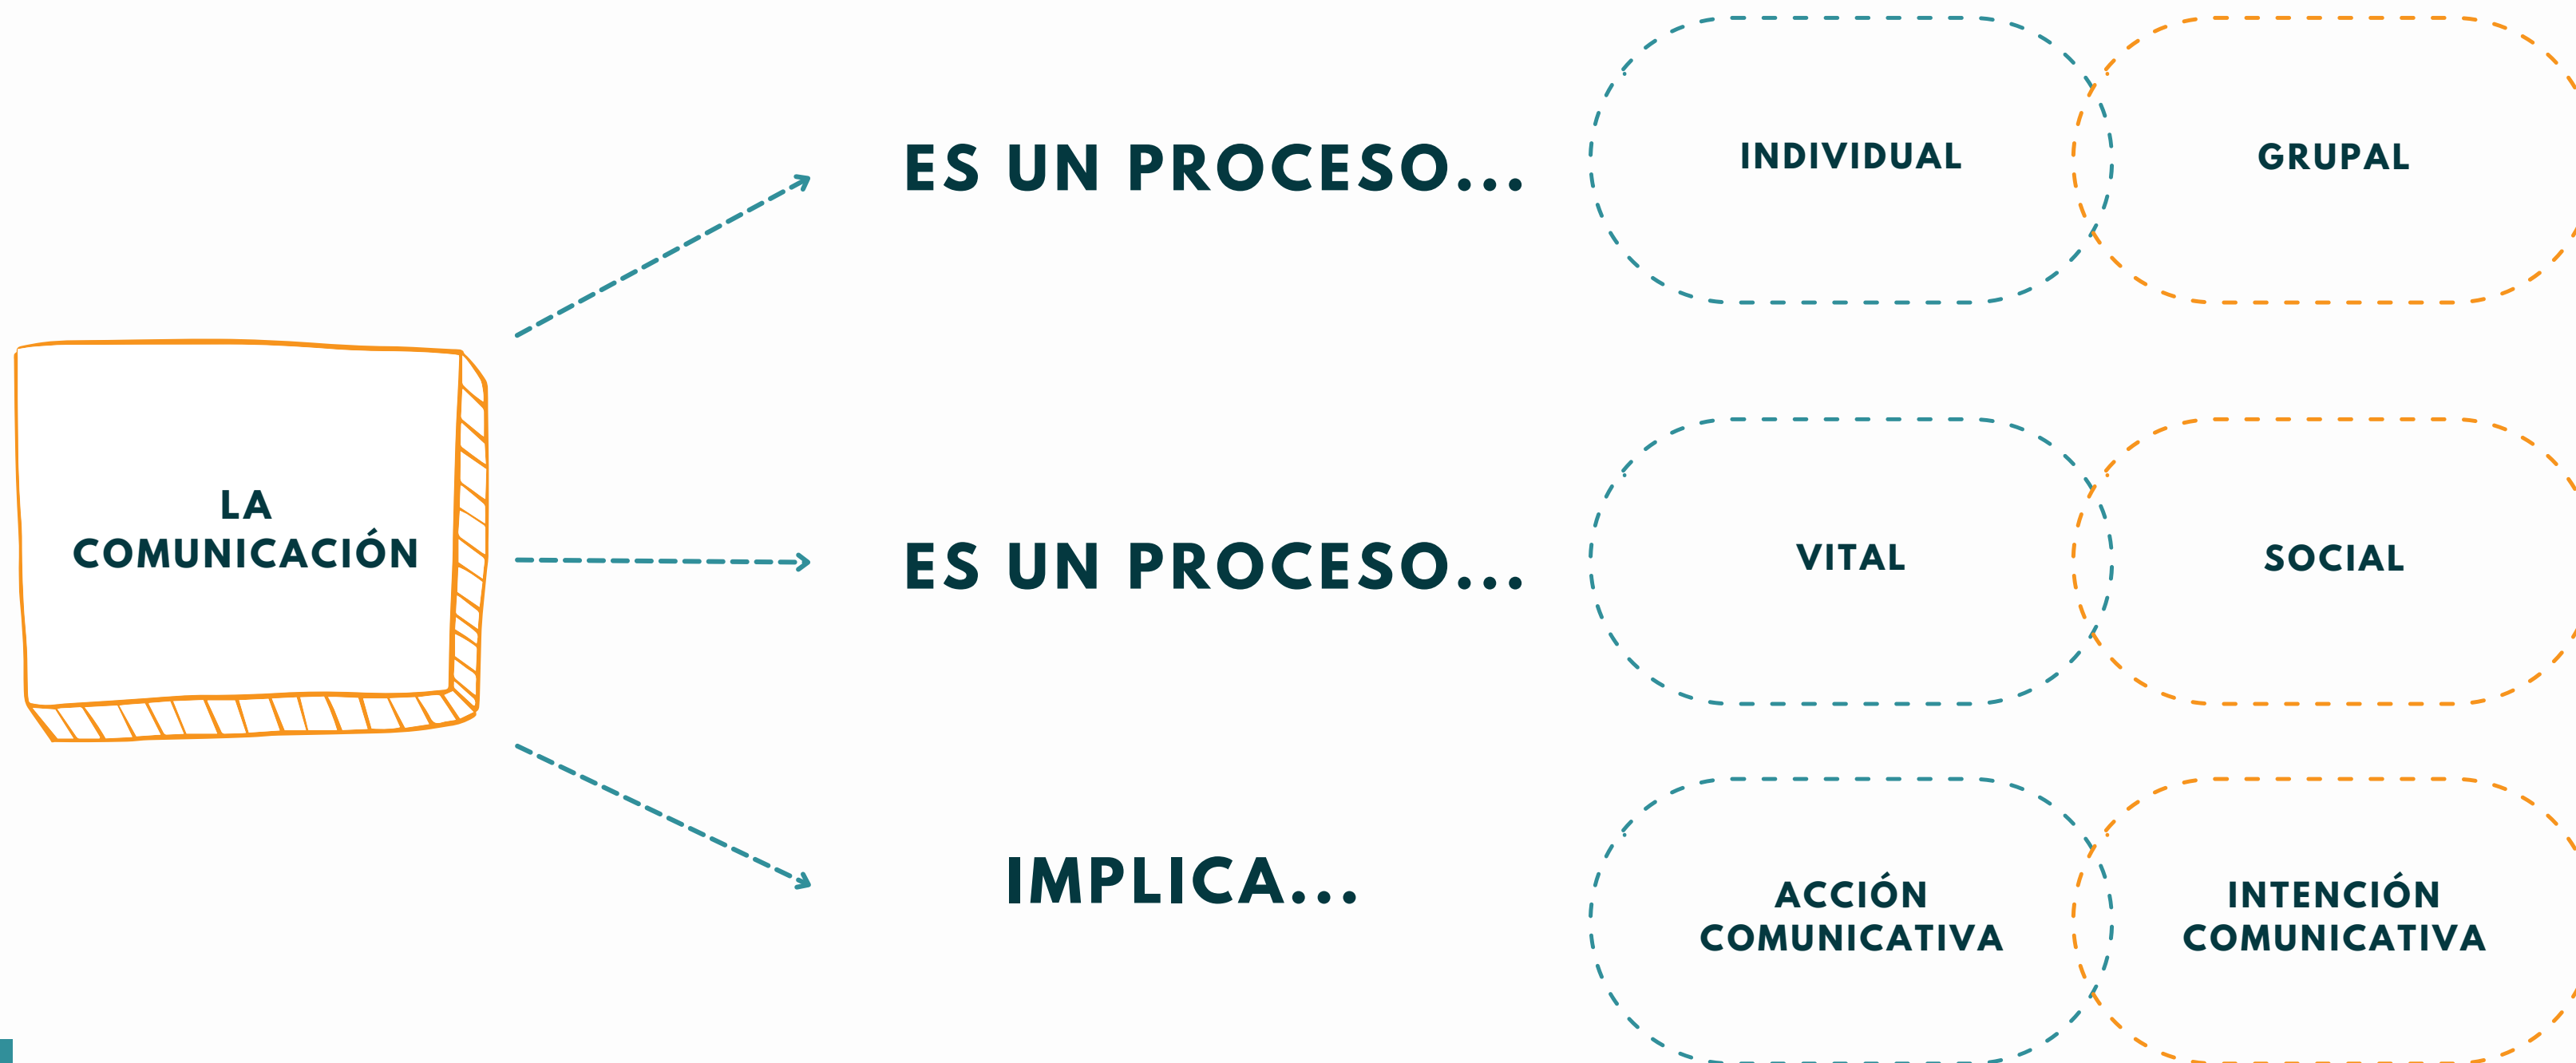 LA
COMUNICACIÓN
ES UN PROCESO...
INDIVIDUAL
GRUPAL
ES UN PROCESO...
VITAL
SOCIAL
IMPLICA...
ACCIÓN
COMUNICATIVA
INTENCIÓN
COMUNICATIVA